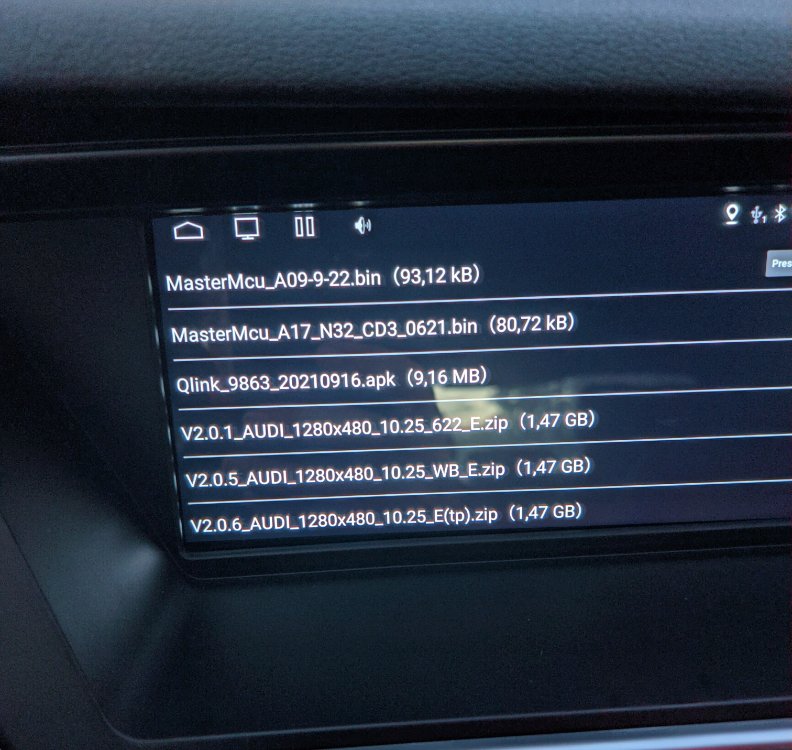 1
Pres
MasterMcu_A09-9-22.bin (93,12 kB)
MasterMcu_A17_N32_CD3_0621.bin (80,72 kB)
Qlink_9863_20210916.apk (9,16 MB)
V2.0.1_AUDI_1280x480_10.25_622_E.zip (1,47 GB)
V2.0.5_AUDI_1280x480_10.25_WB_E.zip (1,47 GB)
V2.0.6_AUDI_1280x480_10.25_E(tp).zip (1,47 GB)